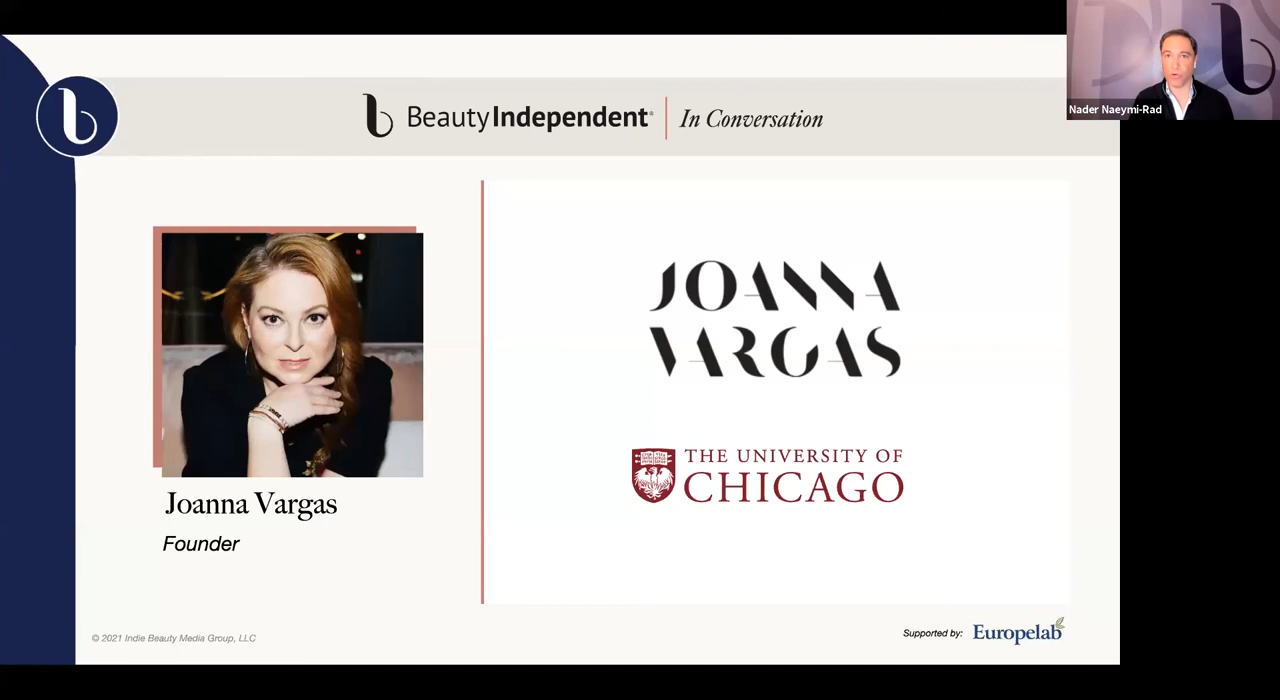 Nader Naeymi-Rad
BeautyIndependent® | In Conversation
JOANNA
VARGAS
THE UNIVERSITY OF
CHICAGO
Joanna Vargas
Founder
© 2021 Indie Beauty Media Group, LLC
Supported by: Europelab